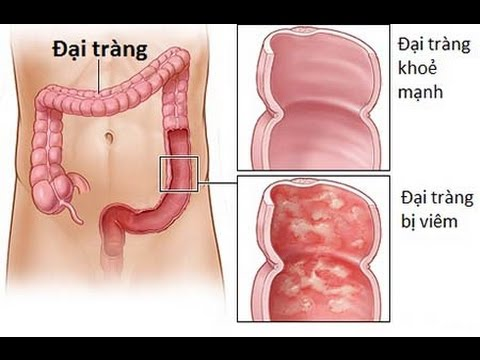 Đại tràng
Đại tràng
khoẻ
mạnh
Đại tràng
bị viêm